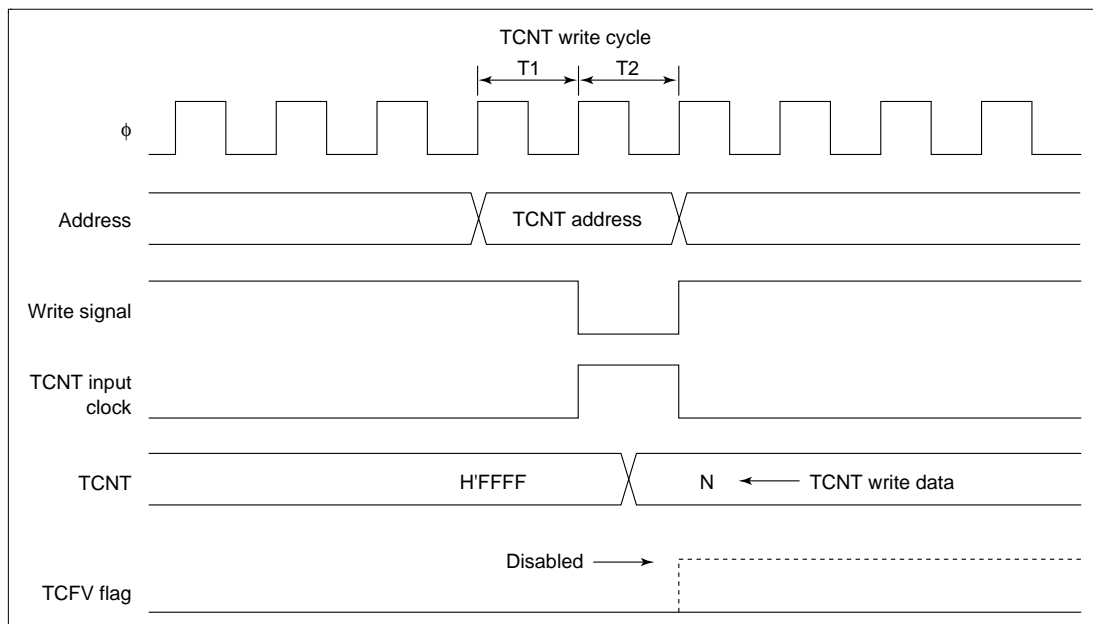 TCNT write cycle
T1 T2
ϕ
Address
TCNT address
Write signal
TCNT input
clock
TCNT
H'FFFF
N
TCNT write data
Disabled
TCFV flag